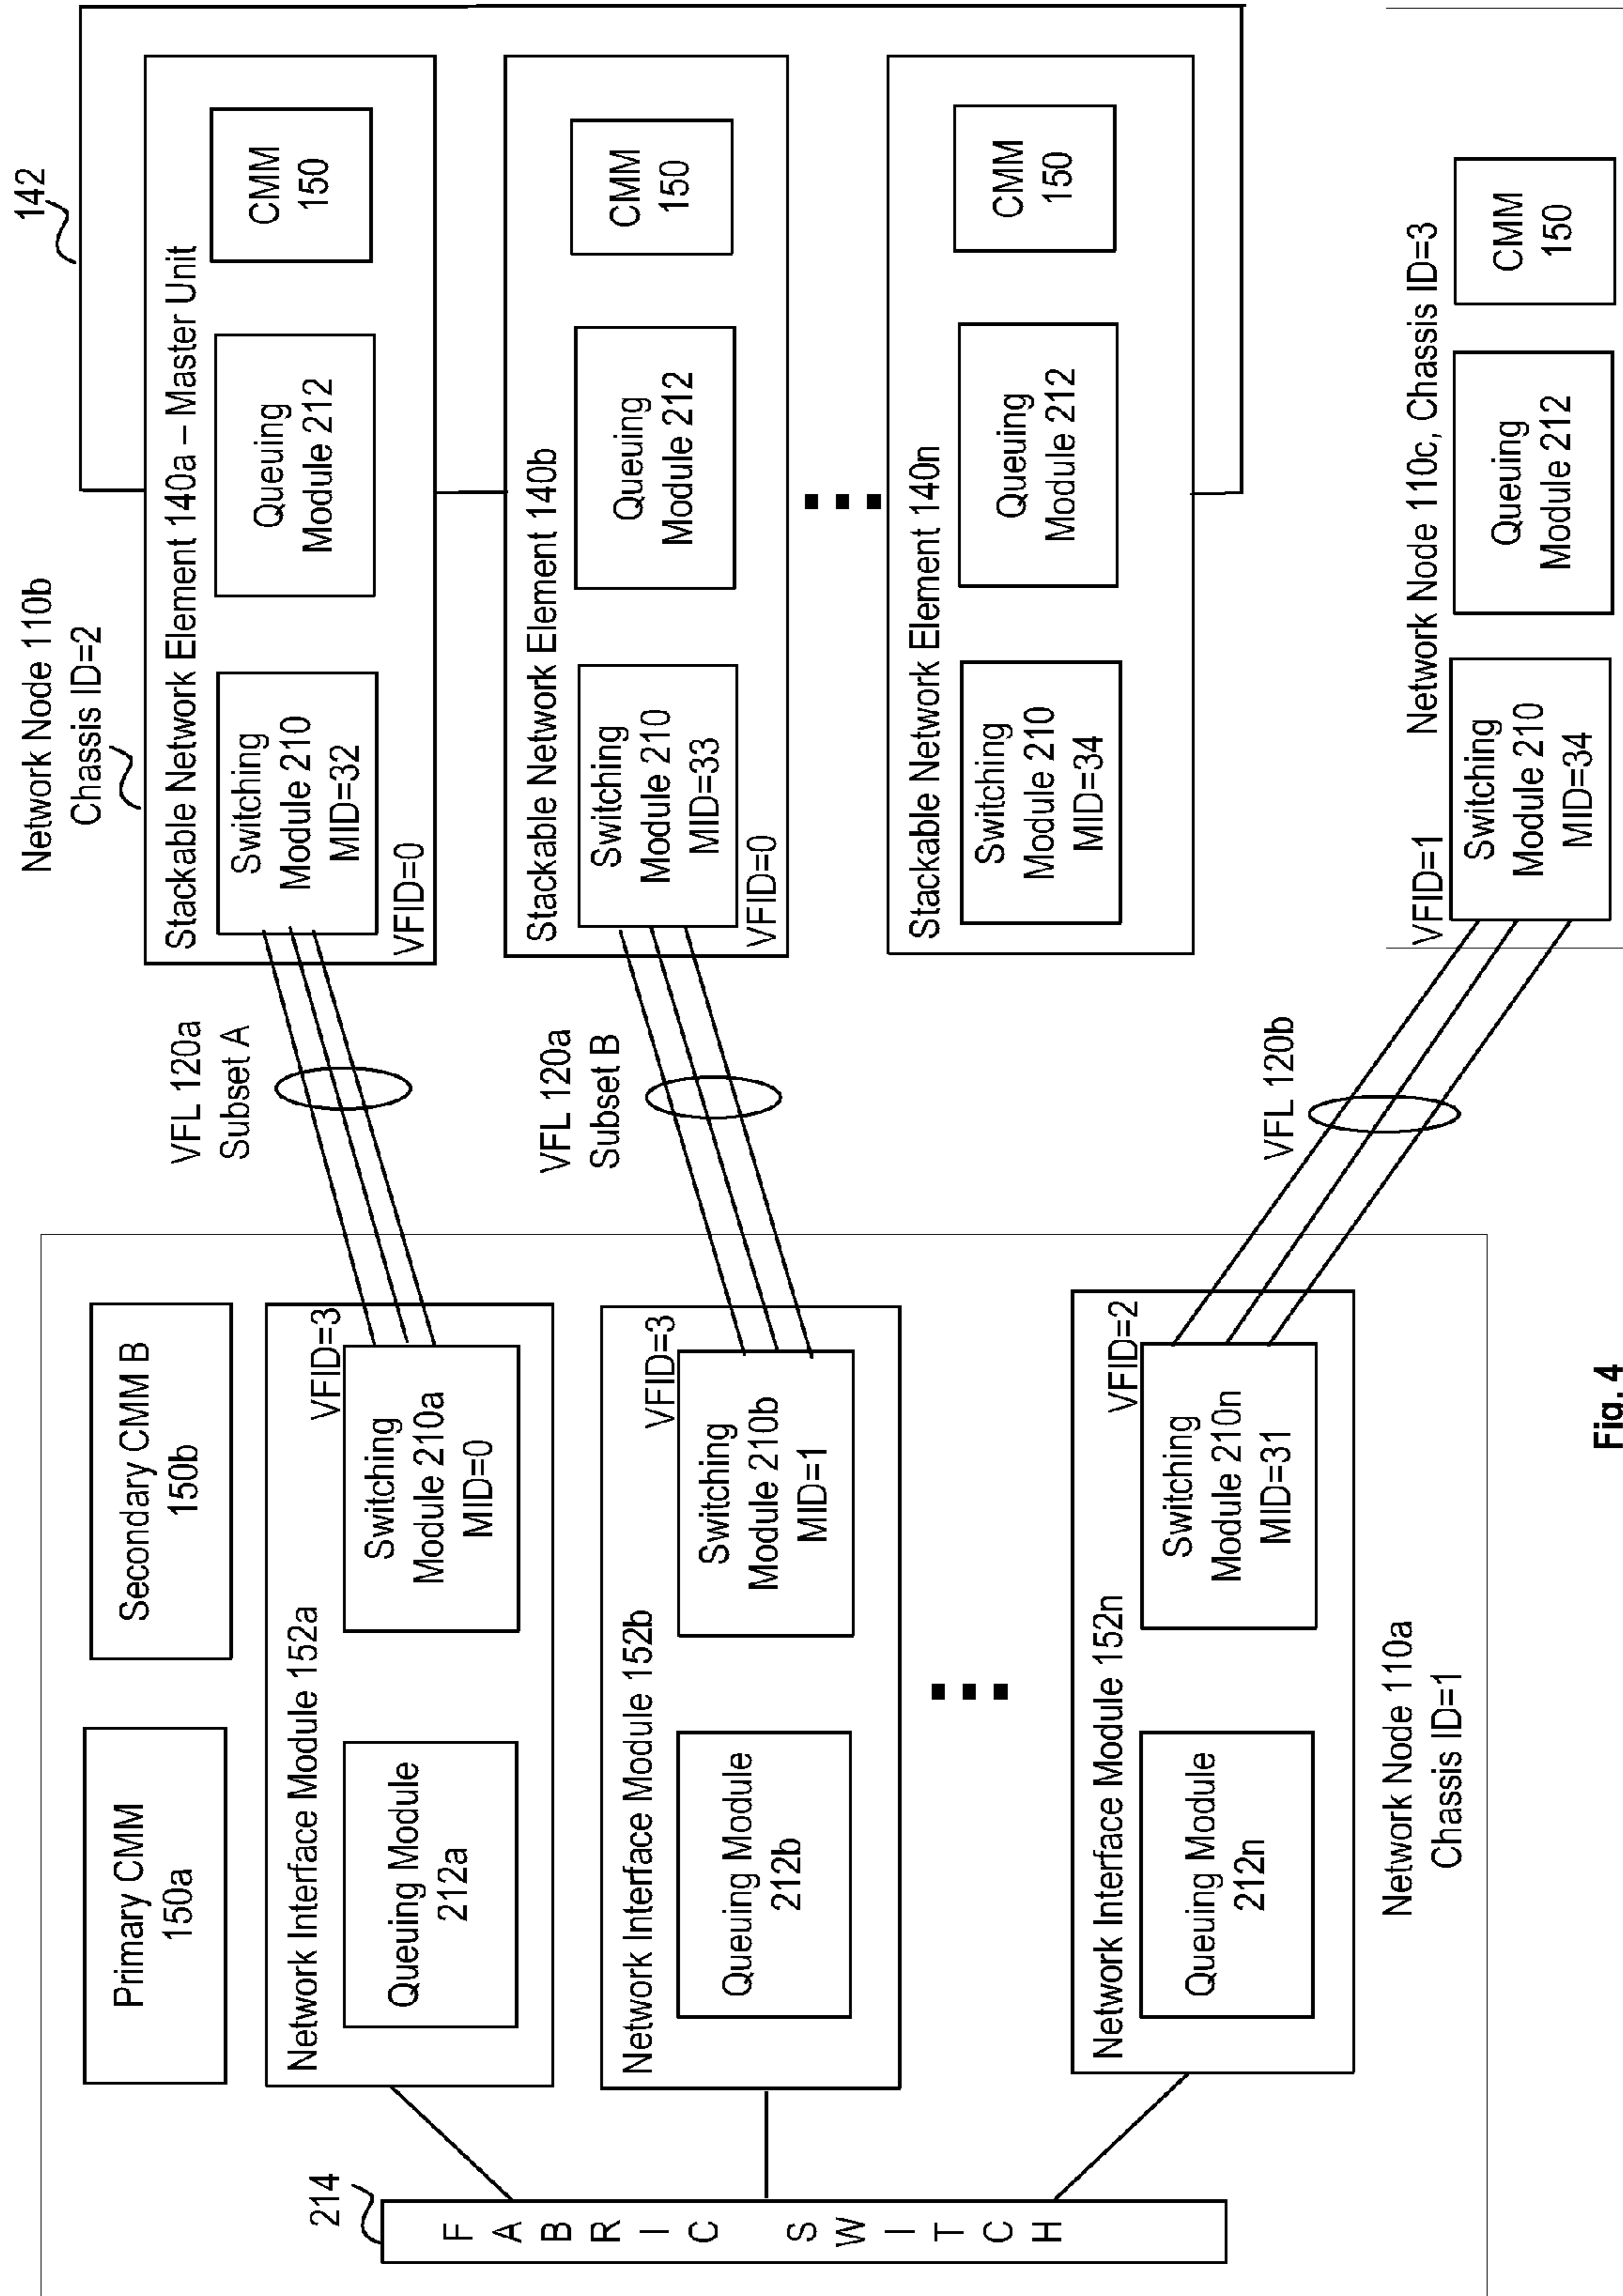 142
Network Node 110b
Chassis ID=2
Stackable Network Element 140a – Master Unit
Switching
Module 210
MID=32
Queuing
Module 212
CMM
150
VFID=0
Stackable Network Element 140b
Switching
Module 210
MID=33
Queuing
Module 212
CMM
150
VFID=0
Stackable Network Element 140n
Switching
Module 210
MID=34
Queuing
Module 212
CMM
150
VFID=1
Network Node 110c, Chassis ID=3
Switching
Module 210
MID=34
Queuing
Module 212
CMM
150
VFL 120a
Subset A
VFL 120a
Subset B
VFL 120b
Primary CMM
150a
Secondary CMM B
150b
Network Interface Module 152a
VFID=3
Queuing Module
212a
Switching
Module 210a
MID=0
Network Interface Module 152b
VFID=3
Queuing Module
212b
Switching
Module 210b
MID=1
Network Interface Module 152n
VFID=2
Queuing Module
212n
Switching
Module 210n
MID=31
Network Node 110a
Chassis ID=1
214
FABRIC SWITCH
Fig. 4